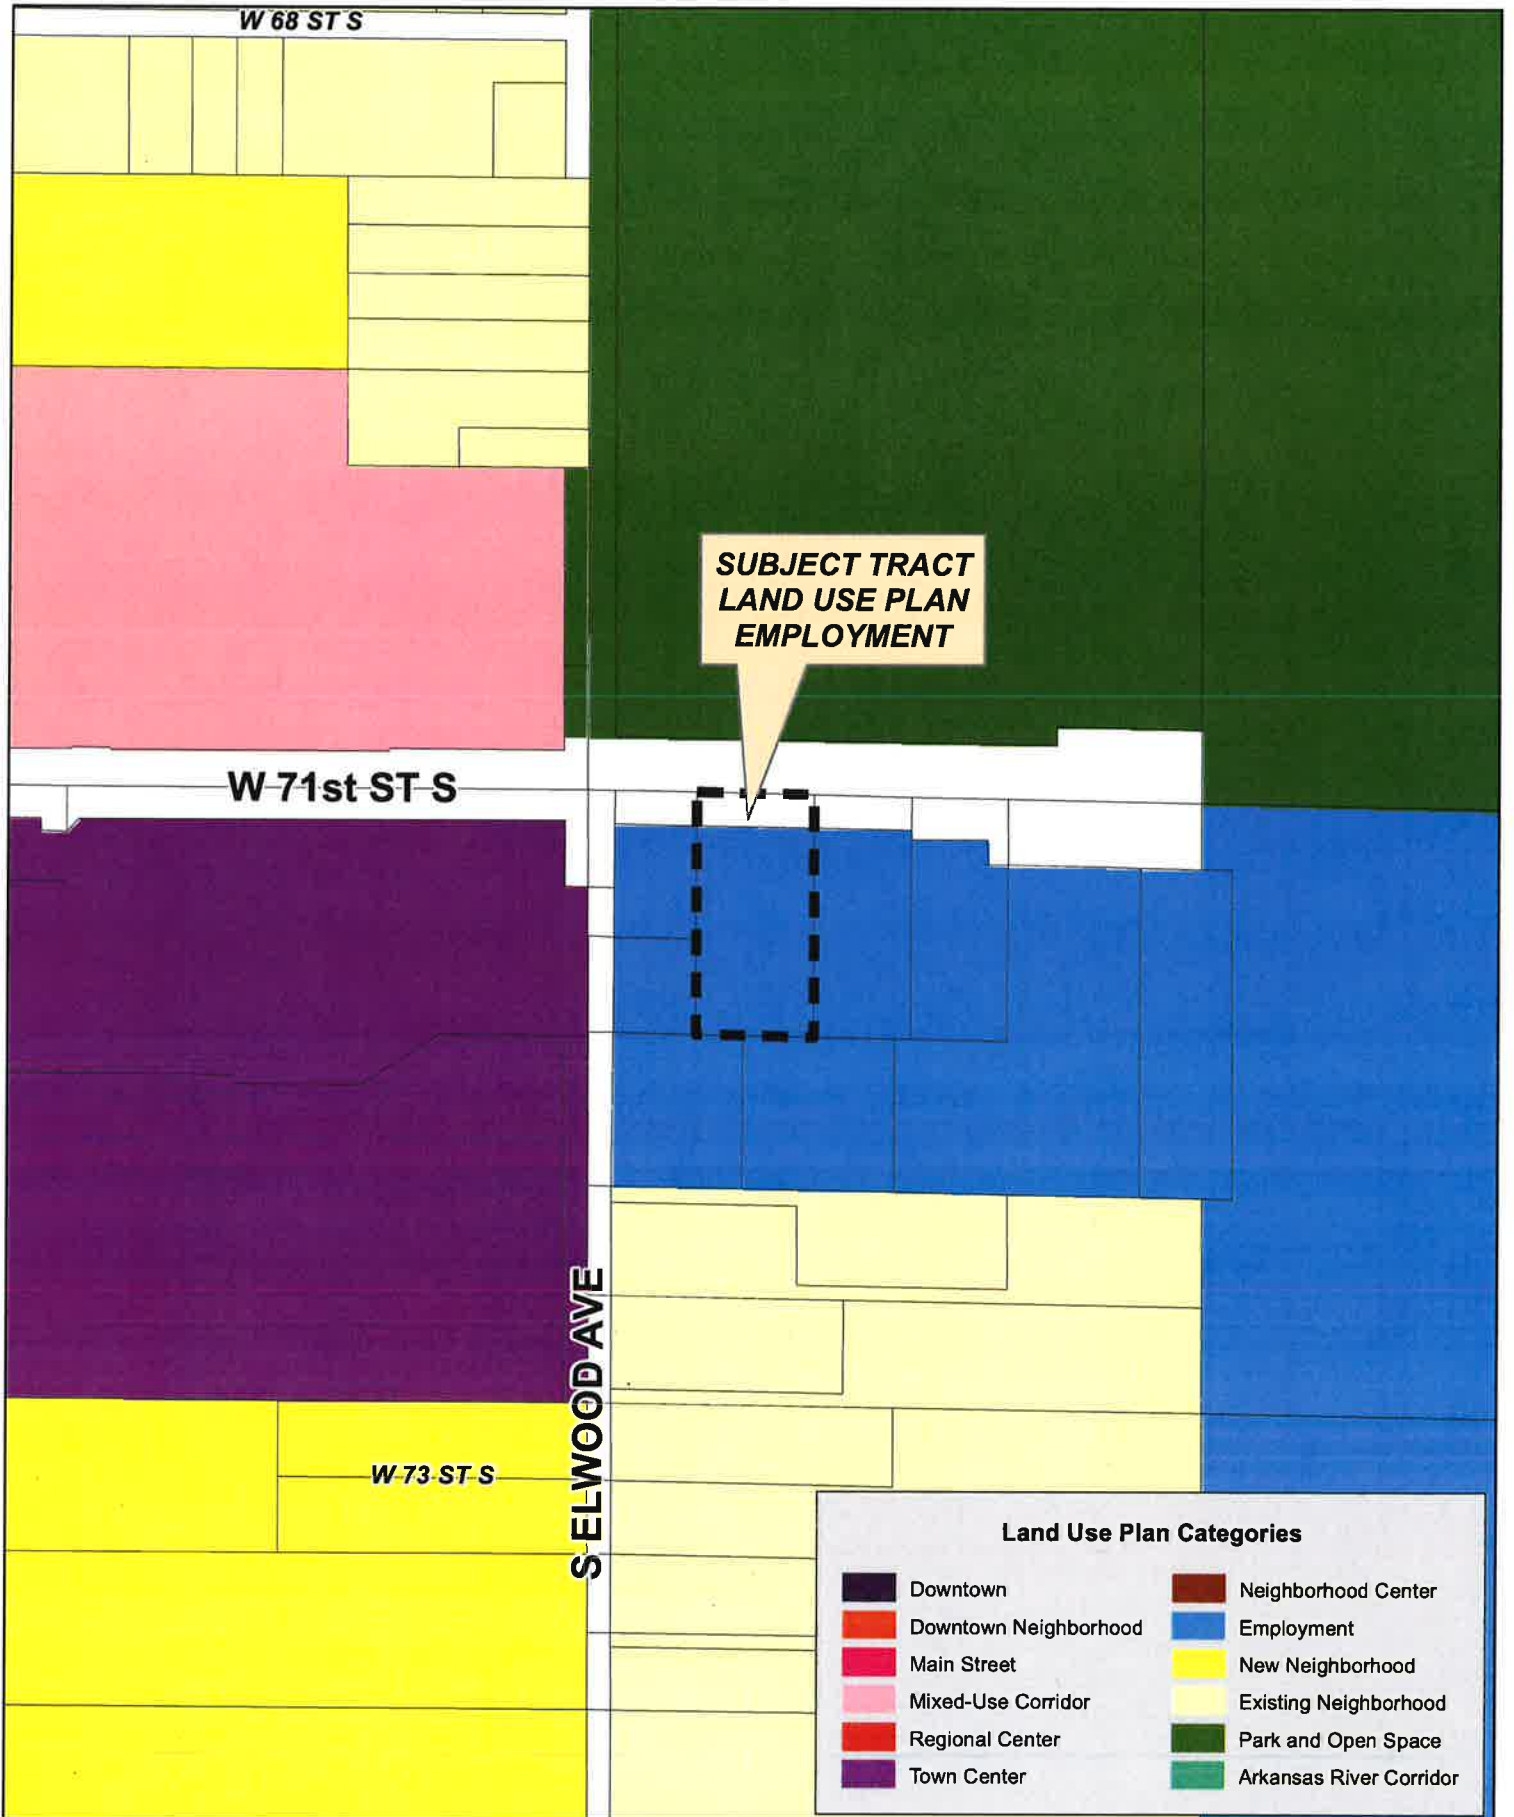 W 68 ST S
SUBJECT TRACT
LAND USE PLAN
EMPLOYMENT
W 71st ST S
S ELWOOD AVE
W 73 ST S
Land Use Plan Categories
Downtown
Downtown Neighborhood
Main Street
Mixed-Use Corridor
Regional Center
Town Center
Neighborhood Center
Employment
New Neighborhood
Existing Neighborhood
Park and Open Space
Arkansas River Corridor